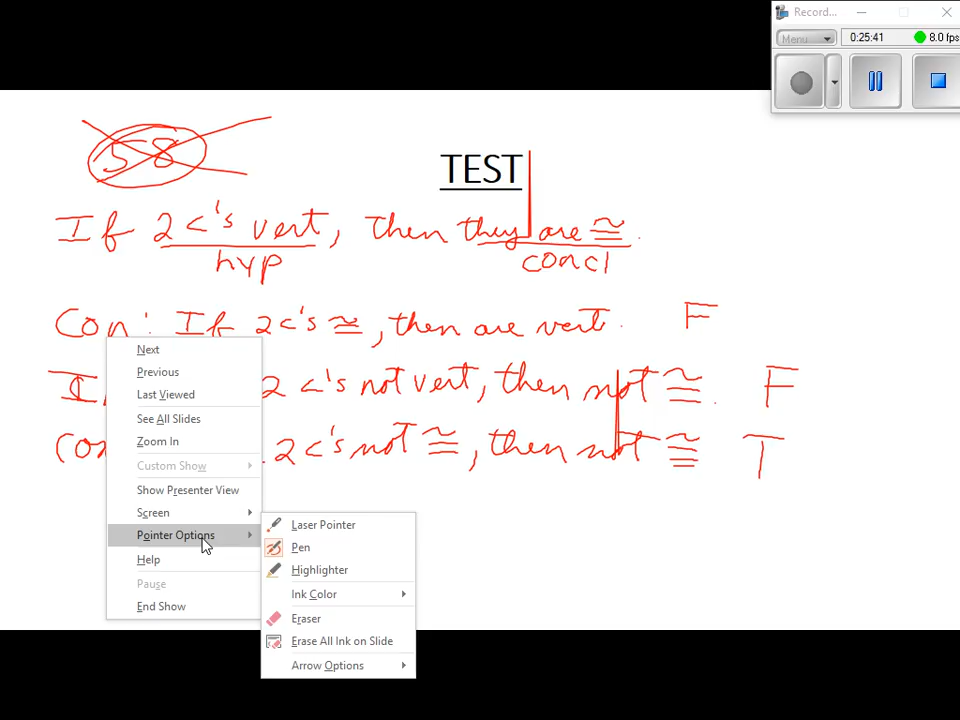 Record...
Menu 0:25:41 8.0 fps
58
TEST
If 2 <'s vert, then they are ≅.
hyp concl
Con: If 2 <'s ≅, then are vert. F
I 2 <'s not vert, then not ≅. F
Con 2 <'s not ≅, then not ≅ T
Next
Previous
Last Viewed
See All Slides
Zoom In
Custom Show
Show Presenter View
Screen
Pointer Options
Help
Pause
End Show
Laser Pointer
Pen
Highlighter
Ink Color
Eraser
Erase All Ink on Slide
Arrow Options